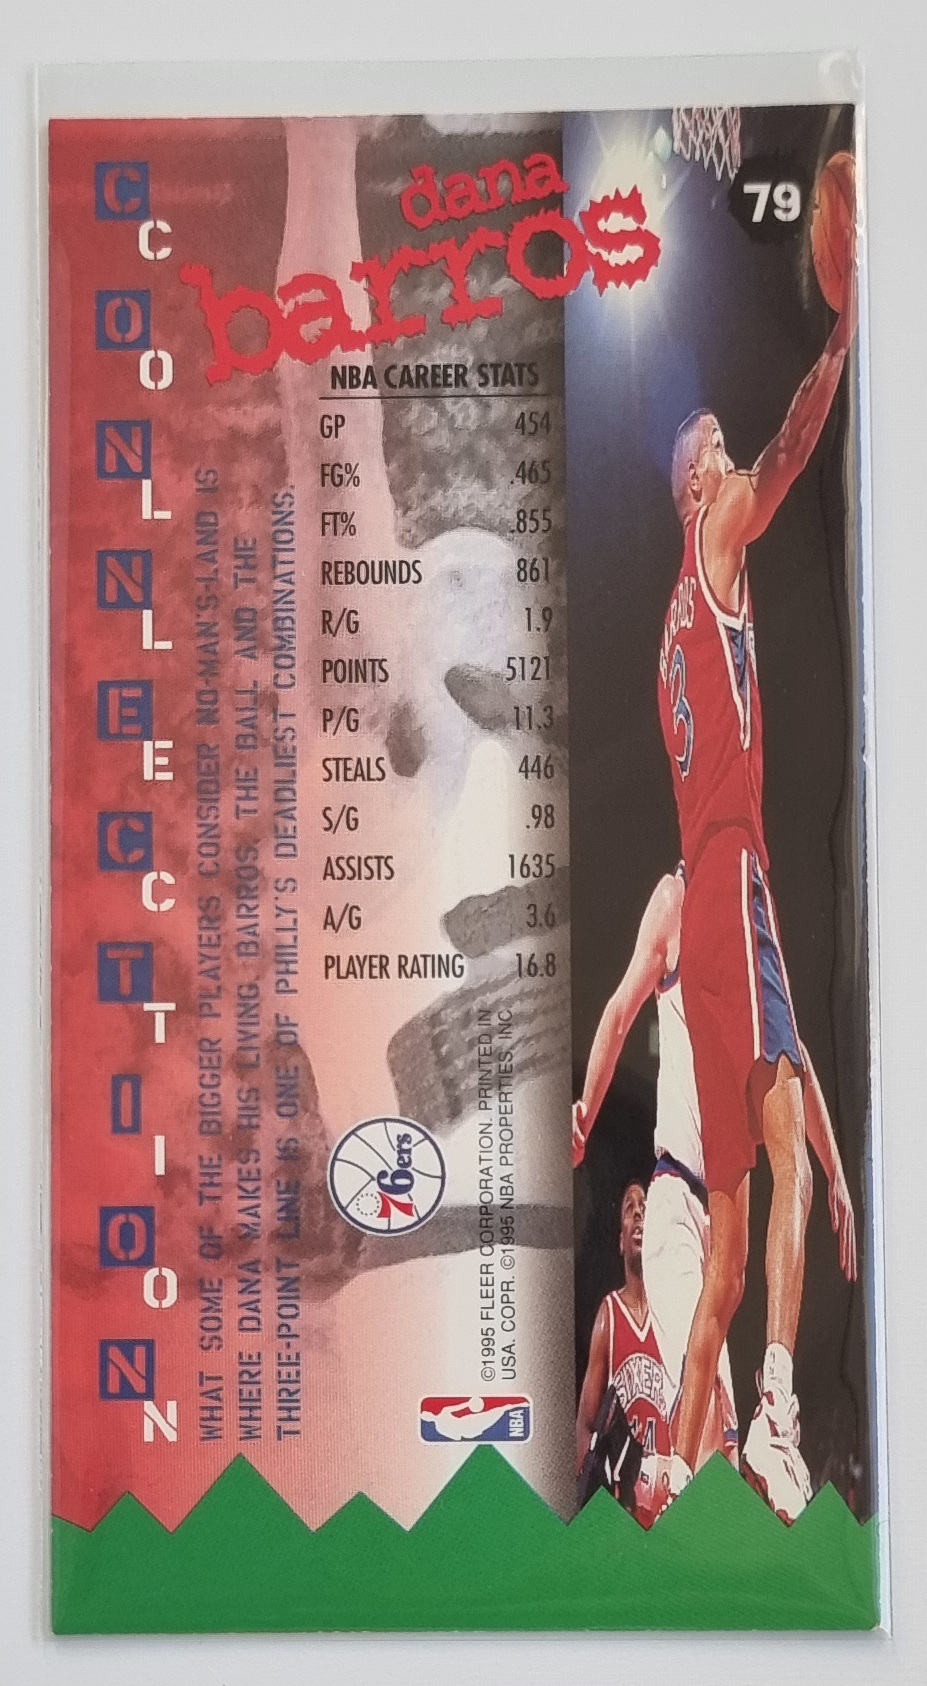 CONNECTION
COLLECTION
dana
barros
79
NBA CAREER STATS
GP 454
FG% .465
FT% .855
REBOUNDS 861
R/G 1.9
POINTS 5121
P/G 11.3
STEALS 446
S/G .98
ASSISTS 1635
A/G 3.6
PLAYER RATING 16.8
WHAT SOME OF THE BIGGER PLAYERS CONSIDER NO-MAN'S-LAND IS
WHERE DANA MAKES HIS LIVING. BARROS, THE BALL AND THE
THREE-POINT LINE IS ONE OF PHILLY'S DEADLIEST COMBINATIONS.
76ers
©1995 FLEER CORPORATION. PRINTED IN
USA. COPR. ©1995 NBA PROPERTIES, INC.
NBA
BARROS
3
SIXERS